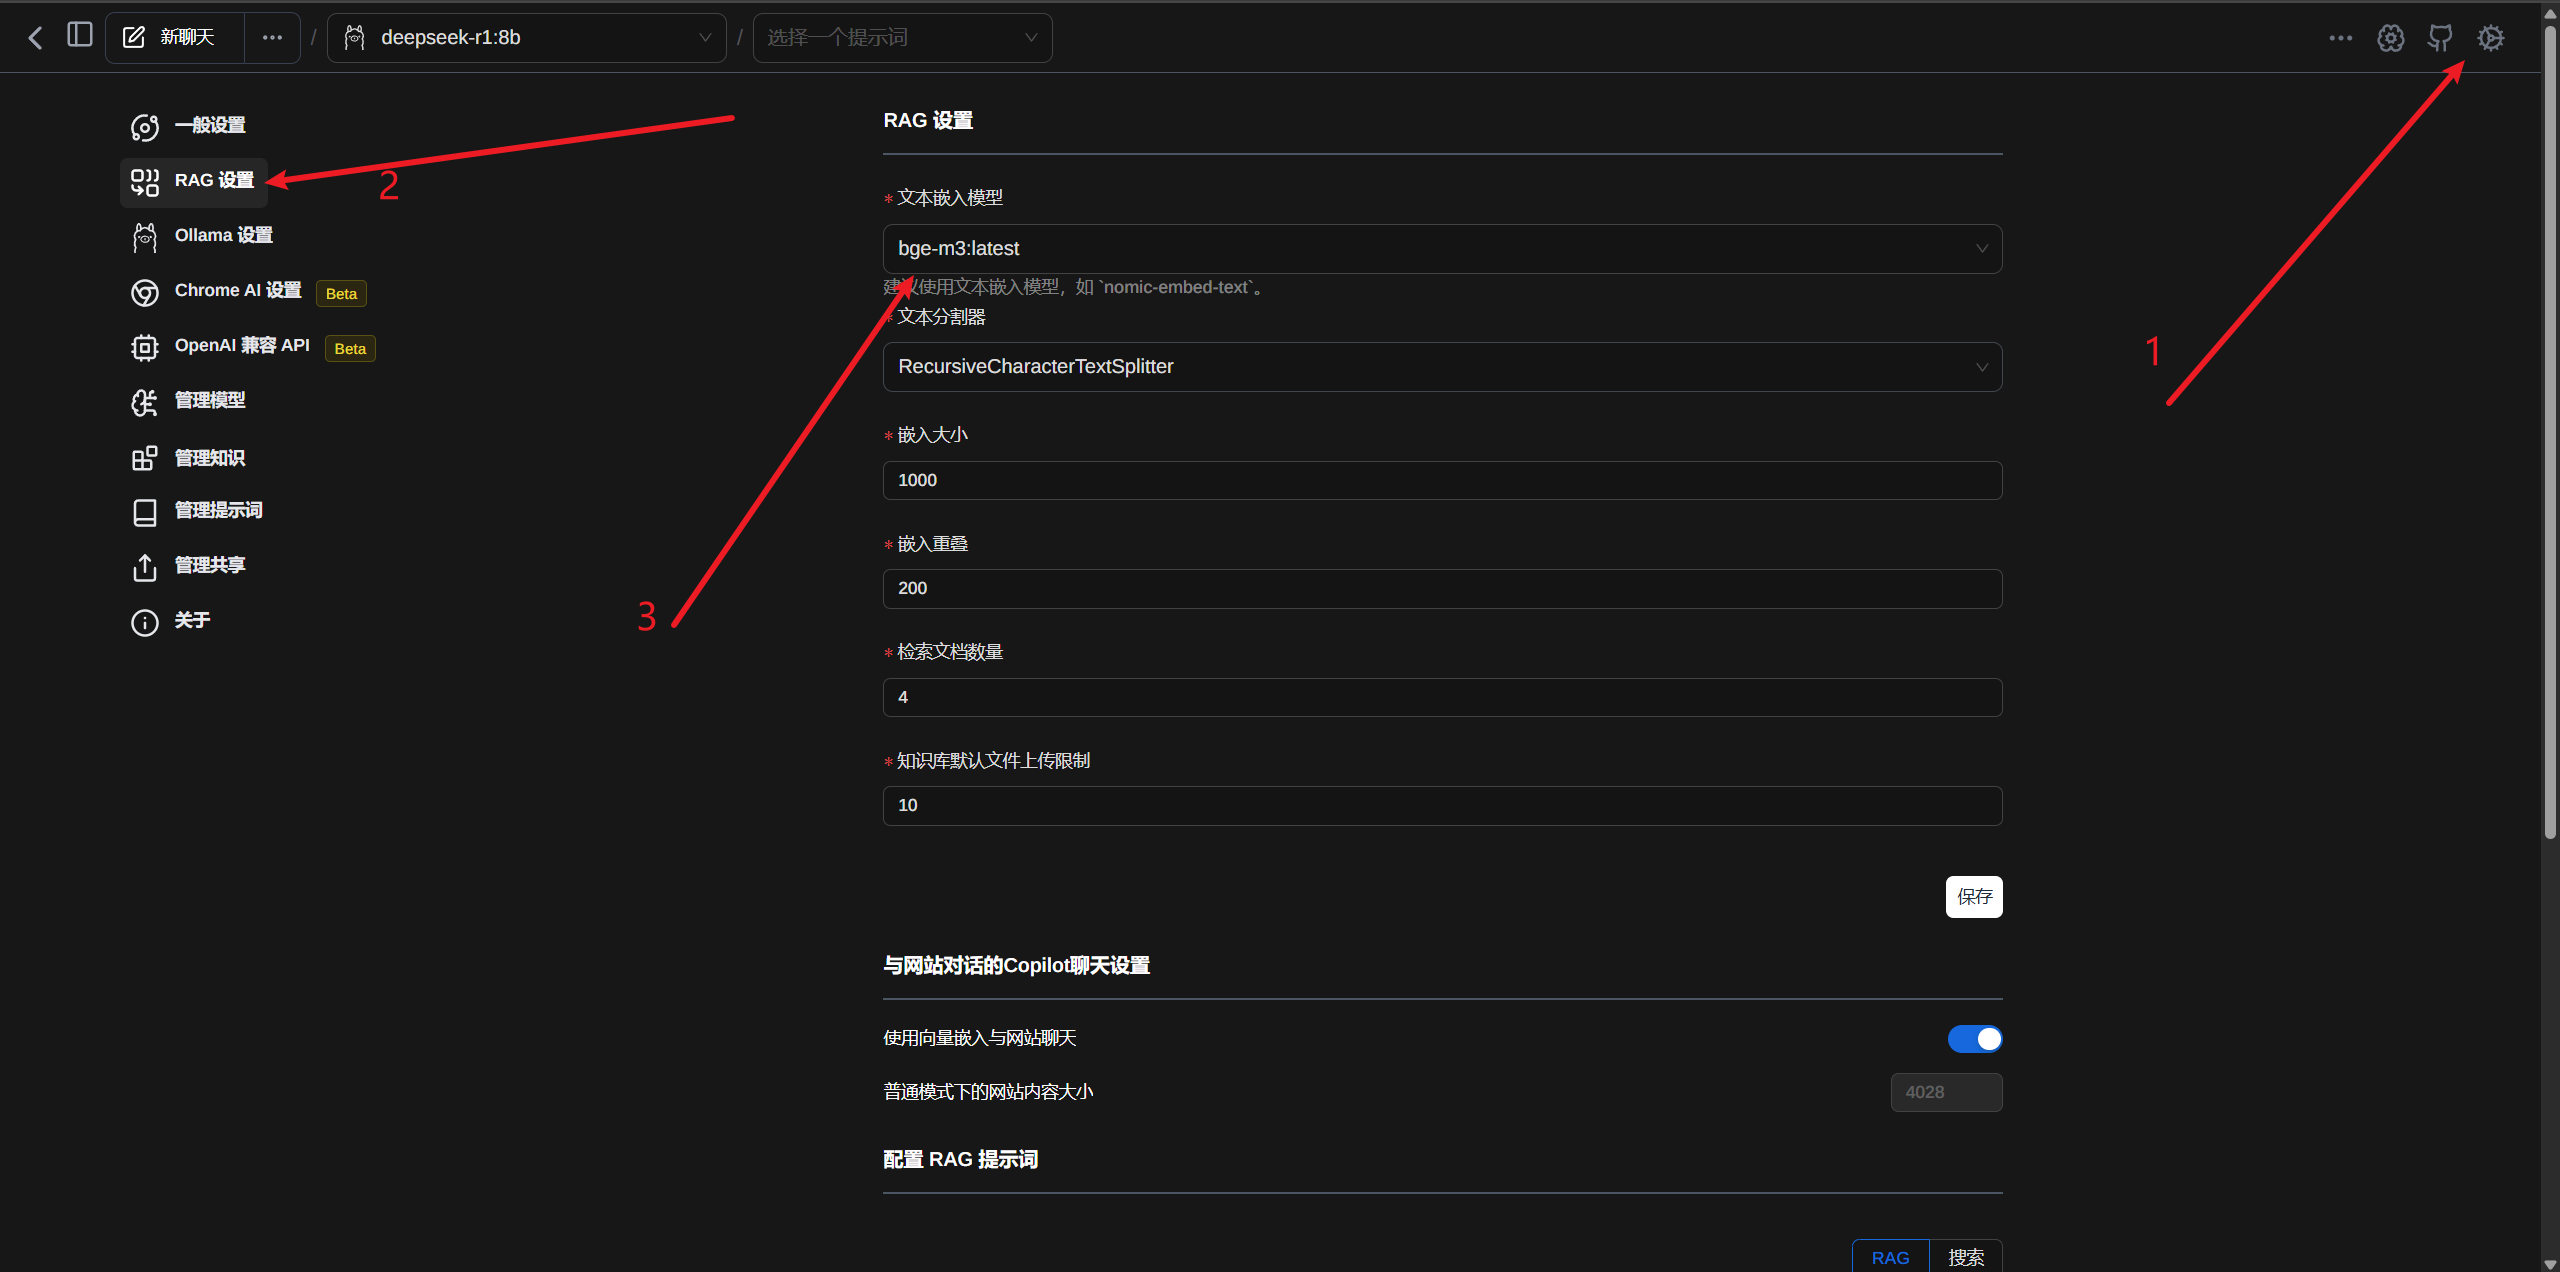 新聊天 ··· / deepseek-r1:8b / 选择一个提示词
一般设置
RAG 设置
2
Ollama 设置
Chrome AI 设置 Beta
OpenAI 兼容 API Beta
管理模型
管理知识
管理提示词
管理共享
关于
RAG 设置
* 文本嵌入模型
bge-m3:latest
建议使用文本嵌入模型，如 `nomic-embed-text`。
* 文本分割器
RecursiveCharacterTextSplitter
* 嵌入大小
1000
* 嵌入重叠
200
3
* 检索文档数量
4
* 知识库默认文件上传限制
10
保存
与网站对话的Copilot聊天设置
使用向量嵌入与网站聊天
普通模式下的网站内容大小
4028
配置 RAG 提示词
RAG 搜索
1